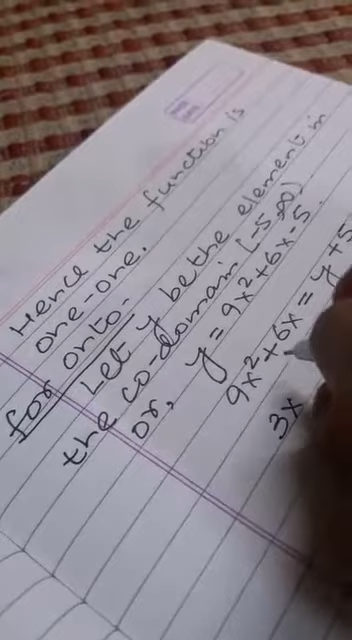 Hence the function is
one-one.
for onto-
Let y be the element in
the co-domain [-5,∞)
or, y = 9x²+6x-5
9x²+6x = y+5
3x